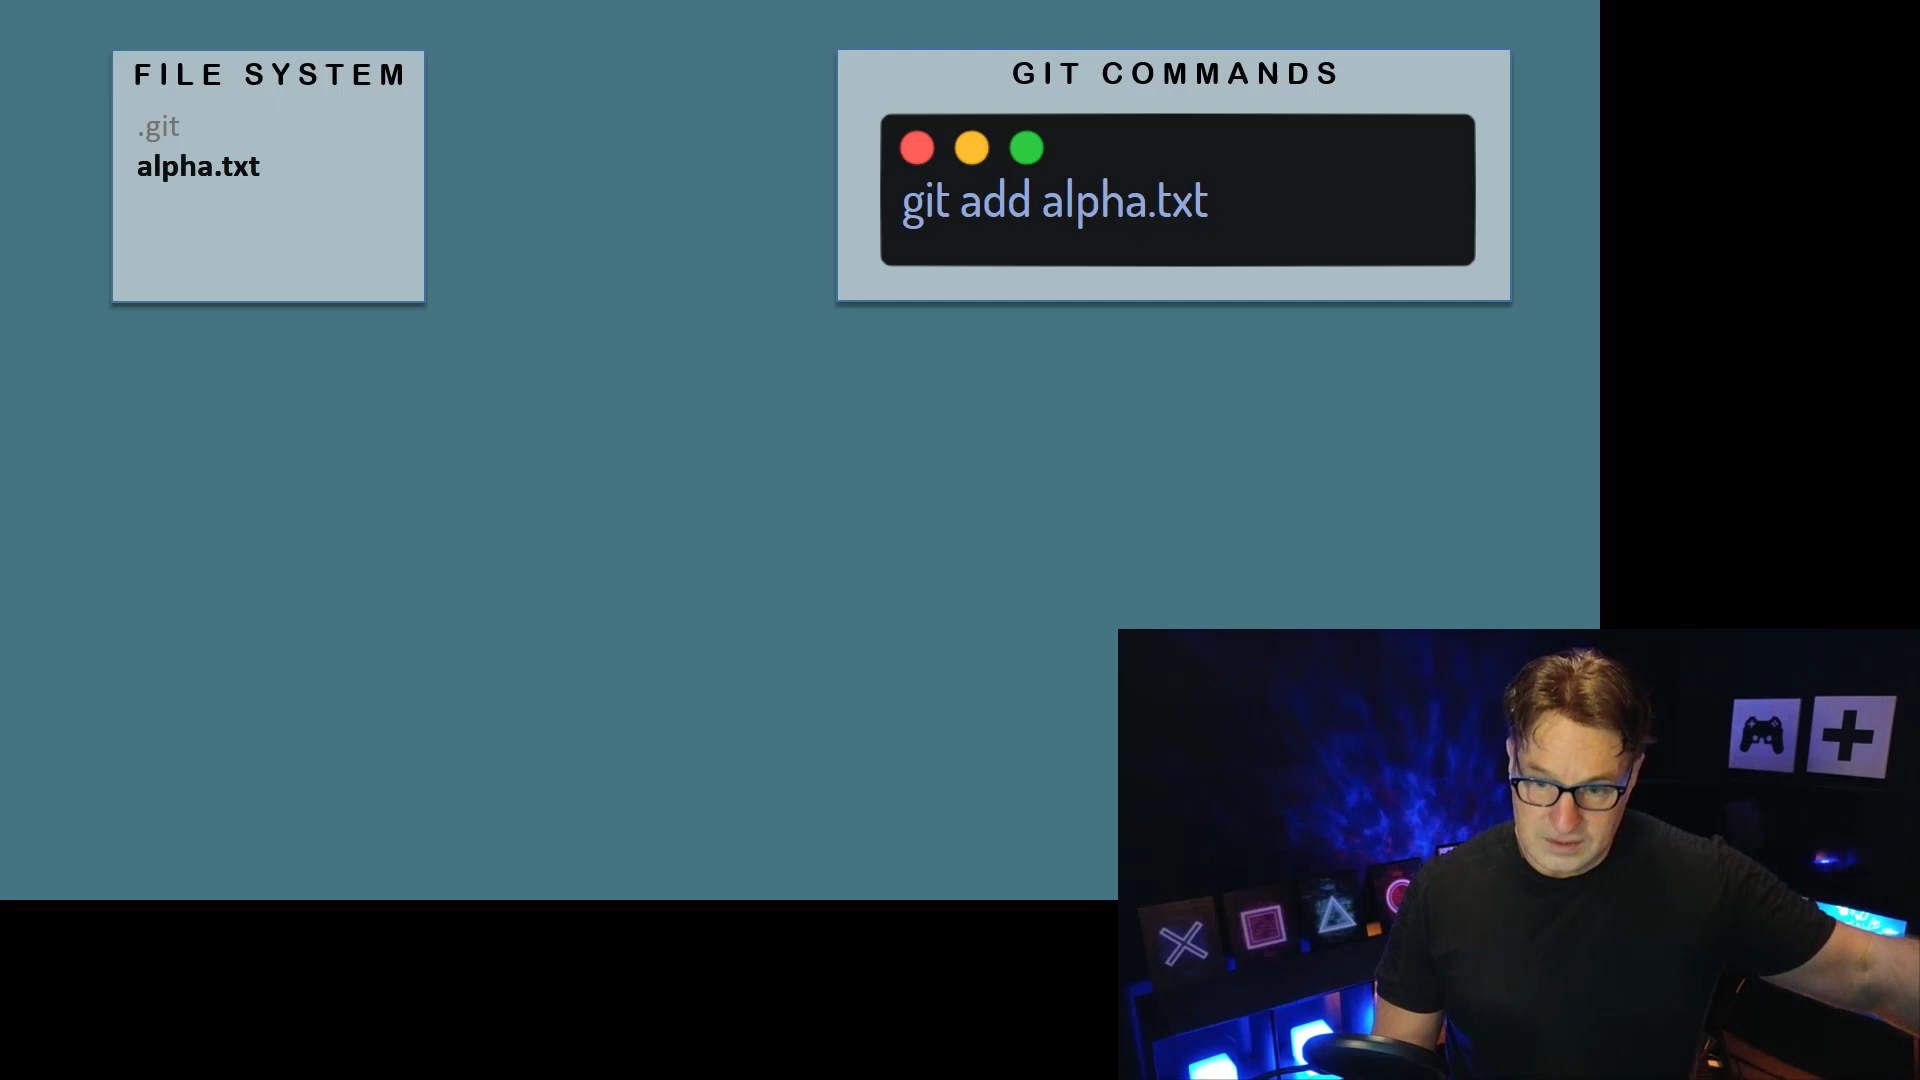 FILE SYSTEM
.git
alpha.txt
GIT COMMANDS
git add alpha.txt